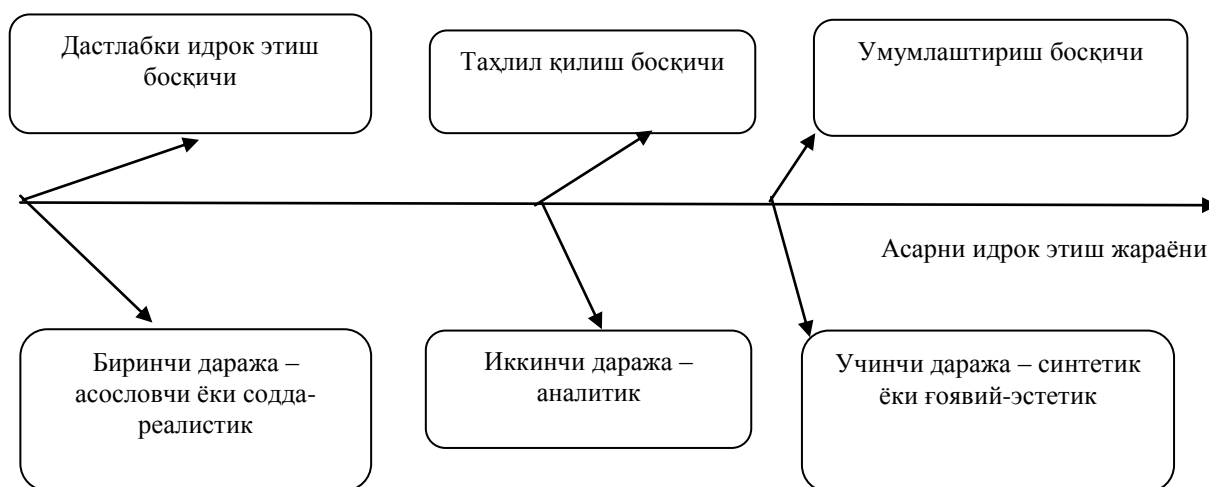 Дастлабки идрок этиш
босқичи
Таҳлил қилиш босқичи
Умумлаштириш босқичи
Асарни идрок этиш жараёни
Биринчи даража –
асословчи ёки содда-
реалистик
Иккинчи даража –
аналитик
Учинчи даража – синтетик
ёки ғоявий-эстетик